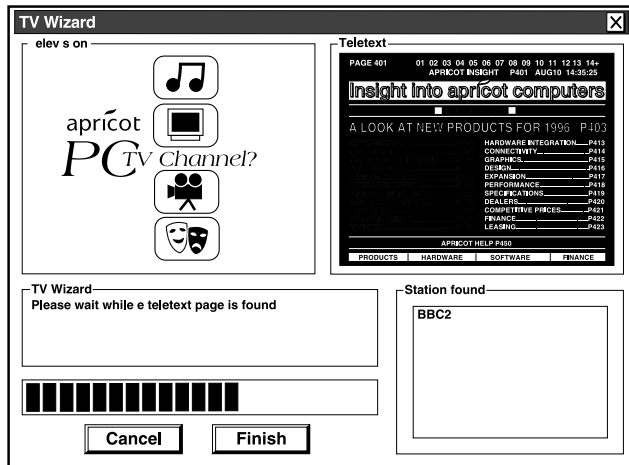 TV Wizard
elev s on
apricot
PC TV Channel?
Teletext
PAGE 401 01 02 03 04 05 06 07 08 09 10 11 12 13 14+
APRICOT INSIGHT P401 AUG10 14:35:25
Insight into apricot computers
A LOOK AT NEW PRODUCTS FOR 1996 P403
HARDWARE INTEGRATION P413
CONNECTIVITY P414
GRAPHICS P415
DESIGN P416
EXPANSION P417
PERFORMANCE P418
SPECIFICATIONS P419
DEALERS P420
COMPETITIVE PRICES P421
FINANCE P422
LEASING P423
APRICOT HELP P450
PRODUCTS HARDWARE SOFTWARE FINANCE
TV Wizard
Please wait while e teletext page is found
Station found
BBC2
Cancel Finish